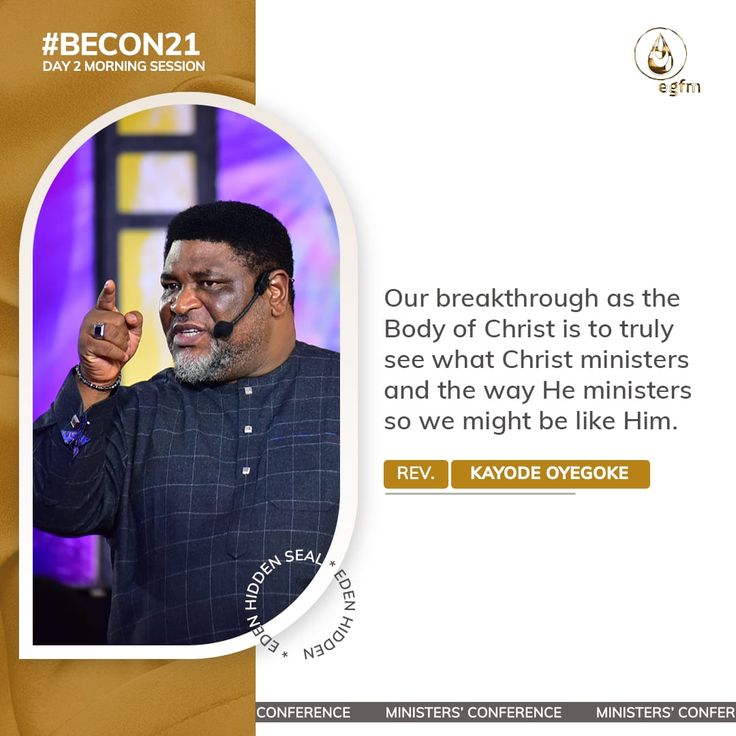 #BECON21
DAY 2 MORNING SESSION
egfm
Our breakthrough as the
Body of Christ is to truly
see what Christ ministers
and the way He ministers
so we might be like Him.
REV. KAYODE OYEGOKE
EDEN HIDDEN SEAL * EDEN HIDDEN *
CONFERENCE MINISTERS' CONFERENCE MINISTERS' CONFER